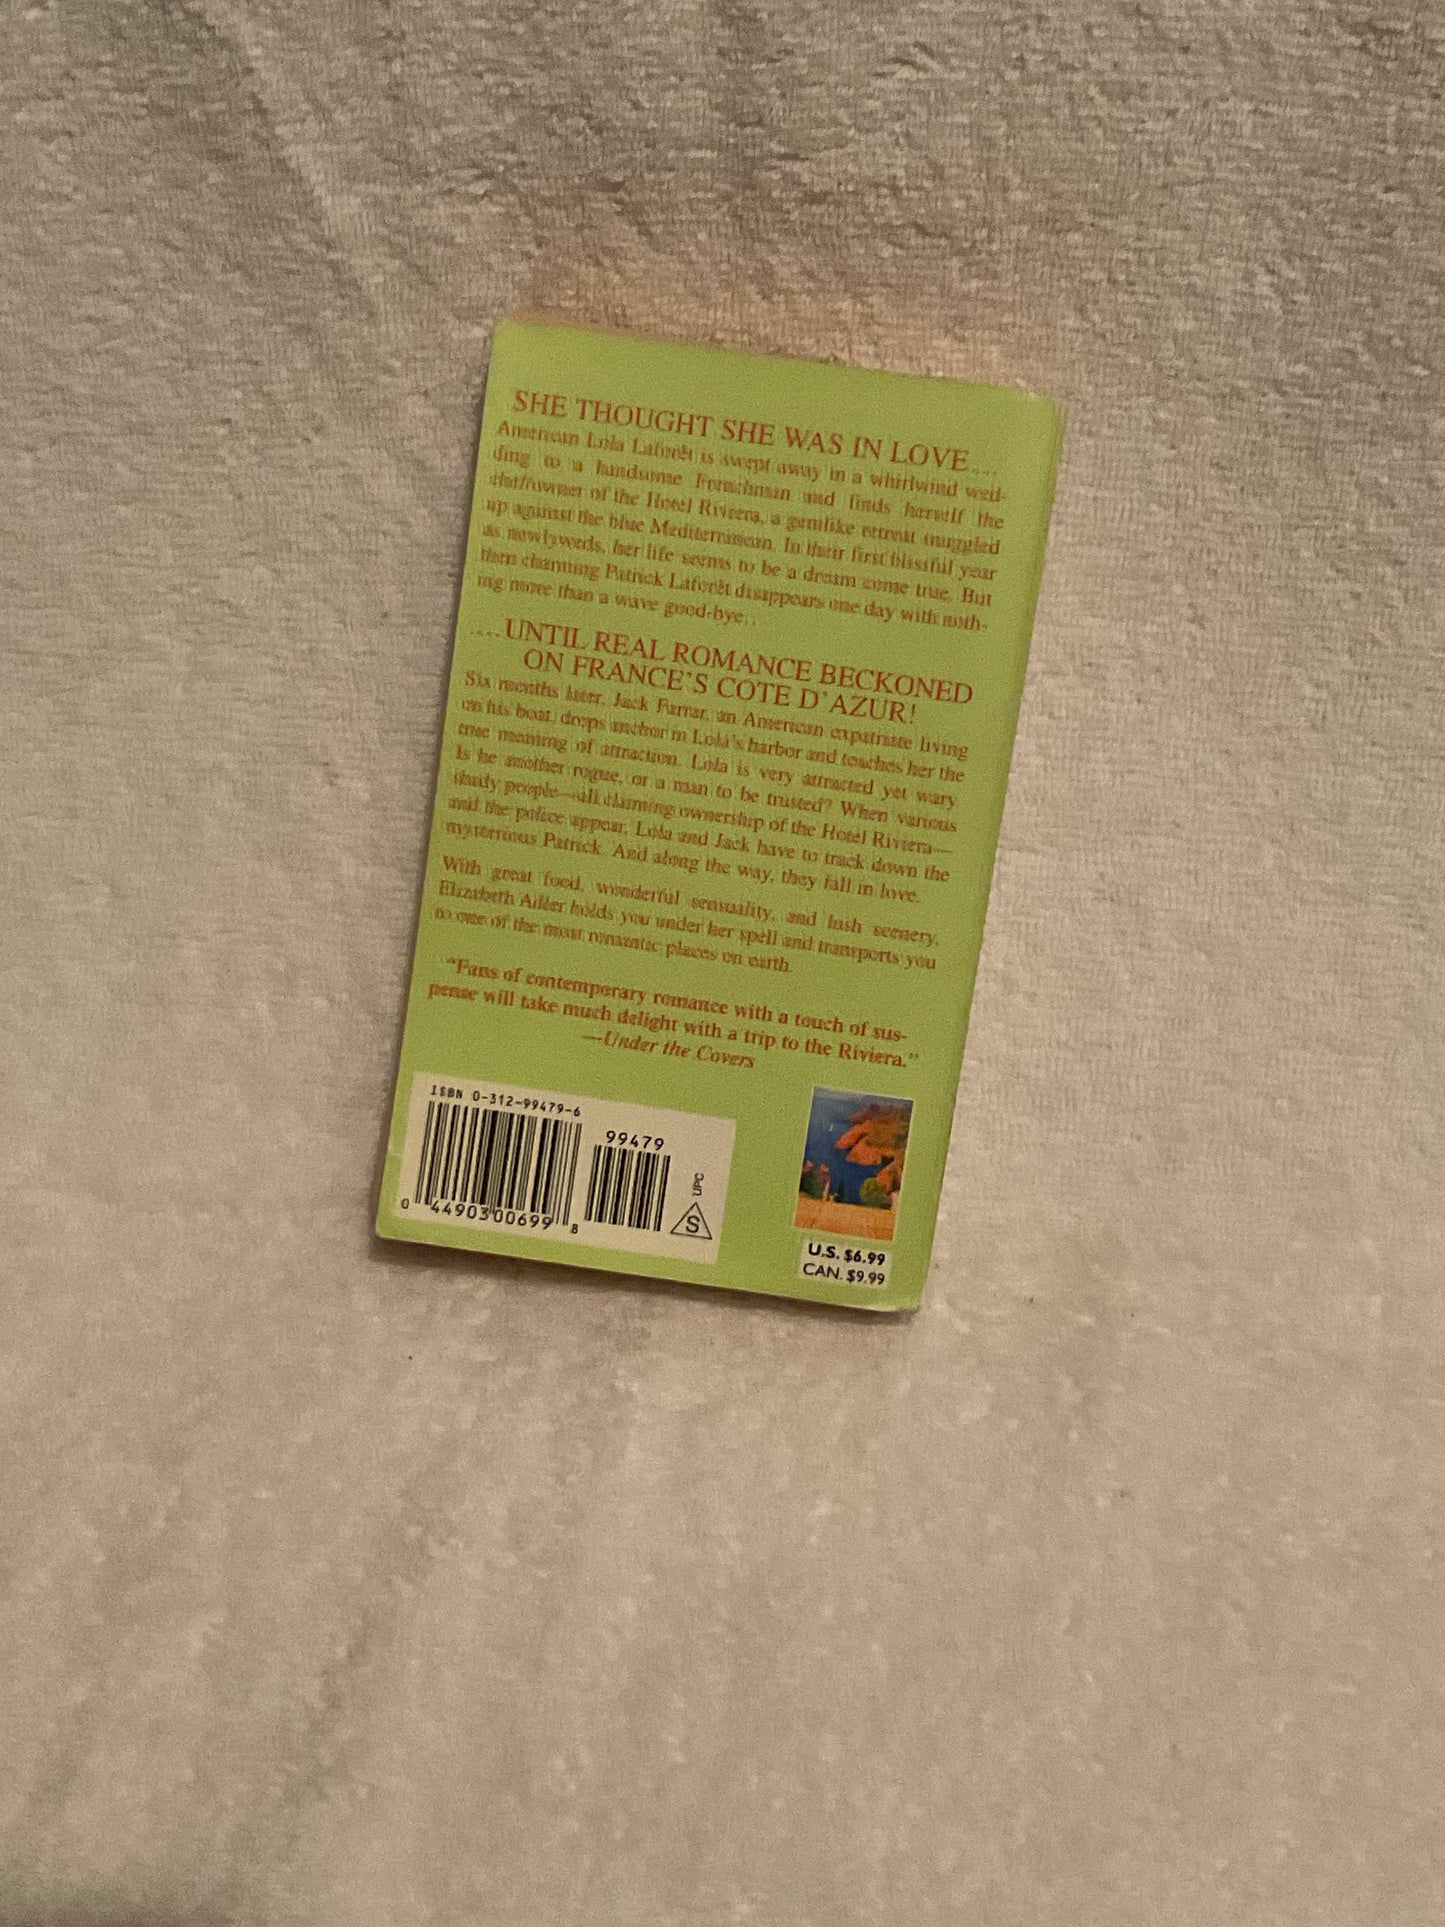 SHE THOUGHT SHE WAS IN LOVE....
American Lola Laforêt is swept away in a whirlwind wed-
ding to a handsome Frenchman and finds herself the
chef/owner of the Hotel Riviera, a gemlike retreat snuggled
up against the blue Mediterranean. In their first blissful year
as newlyweds, her life seems to be a dream come true. But
then charming Patrick Laforêt disappears one day with noth-
ing more than a wave good-bye...
....UNTIL REAL ROMANCE BECKONED
ON FRANCE'S COTE D'AZUR!
Six months later, Jack Farrar, an American expatriate living
on his boat, drops anchor in Lola's harbor and teaches her the
true meaning of attraction. Lola is very attracted yet wary.
Is he another rogue, or a man to be trusted? When various
shady people—all claiming ownership of the Hotel Riviera—
and the police appear, Lola and Jack have to track down the
mysterious Patrick. And along the way, they fall in love.
With great food, wonderful sensuality, and lush scenery,
Elizabeth Adler holds you under her spell and transports you
to one of the most romantic places on earth.
"Fans of contemporary romance with a touch of sus-
pense will take much delight with a trip to the Riviera."
—Under the Covers
ISBN 0-312-99479-6
99479
UPC
S
0 44903 00699 8
U.S. $6.99
CAN. $9.99